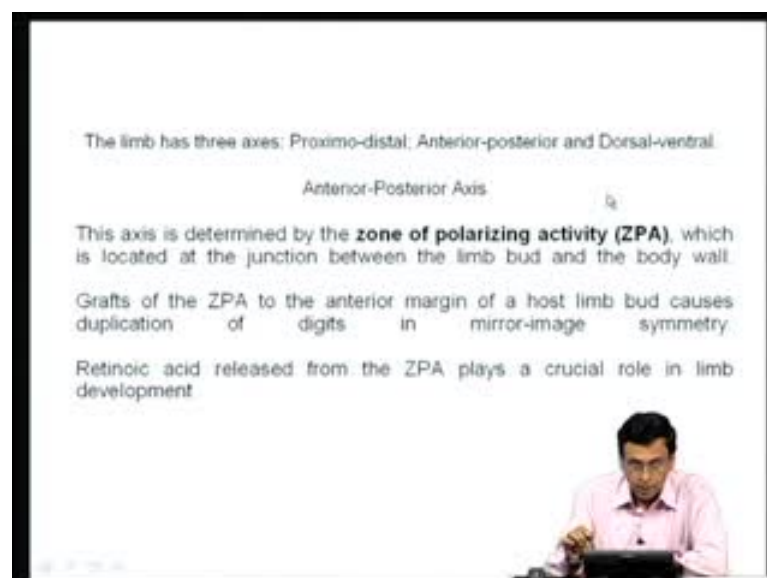 The limb has three axes: Proximo-distal; Anterior-posterior and Dorsal-ventral.
Anterior-Posterior Axis
This axis is determined by the zone of polarizing activity (ZPA), which
is located at the junction between the limb bud and the body wall.
Grafts of the ZPA to the anterior margin of a host limb bud causes
duplication of digits in mirror-image symmetry.
Retinoic acid released from the ZPA plays a crucial role in limb
development